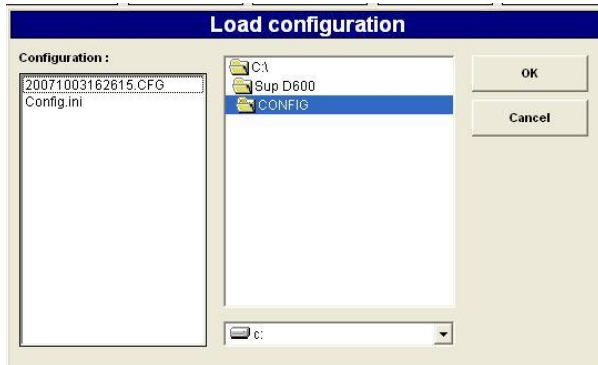 Load configuration
Configuration :
20071003162615.CFG
Config.ini
C:\
Sup D600
CONFIG
c:
OK
Cancel